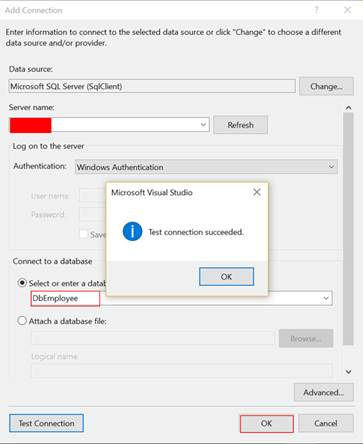 Add Connection
Enter information to connect to the selected data source or click "Change" to choose a different
data source and/or provider.
Data source:
Microsoft SQL Server (SqlClient)
Change...
Server name:
Refresh
Log on to the server
Authentication:
Windows Authentication
User name:
Password:
Save
Microsoft Visual Studio
Test connection succeeded.
OK
Connect to a database
Select or enter a datab
DbEmployee
Attach a database file:
Browse...
Logical name:
Advanced...
Test Connection
OK
Cancel